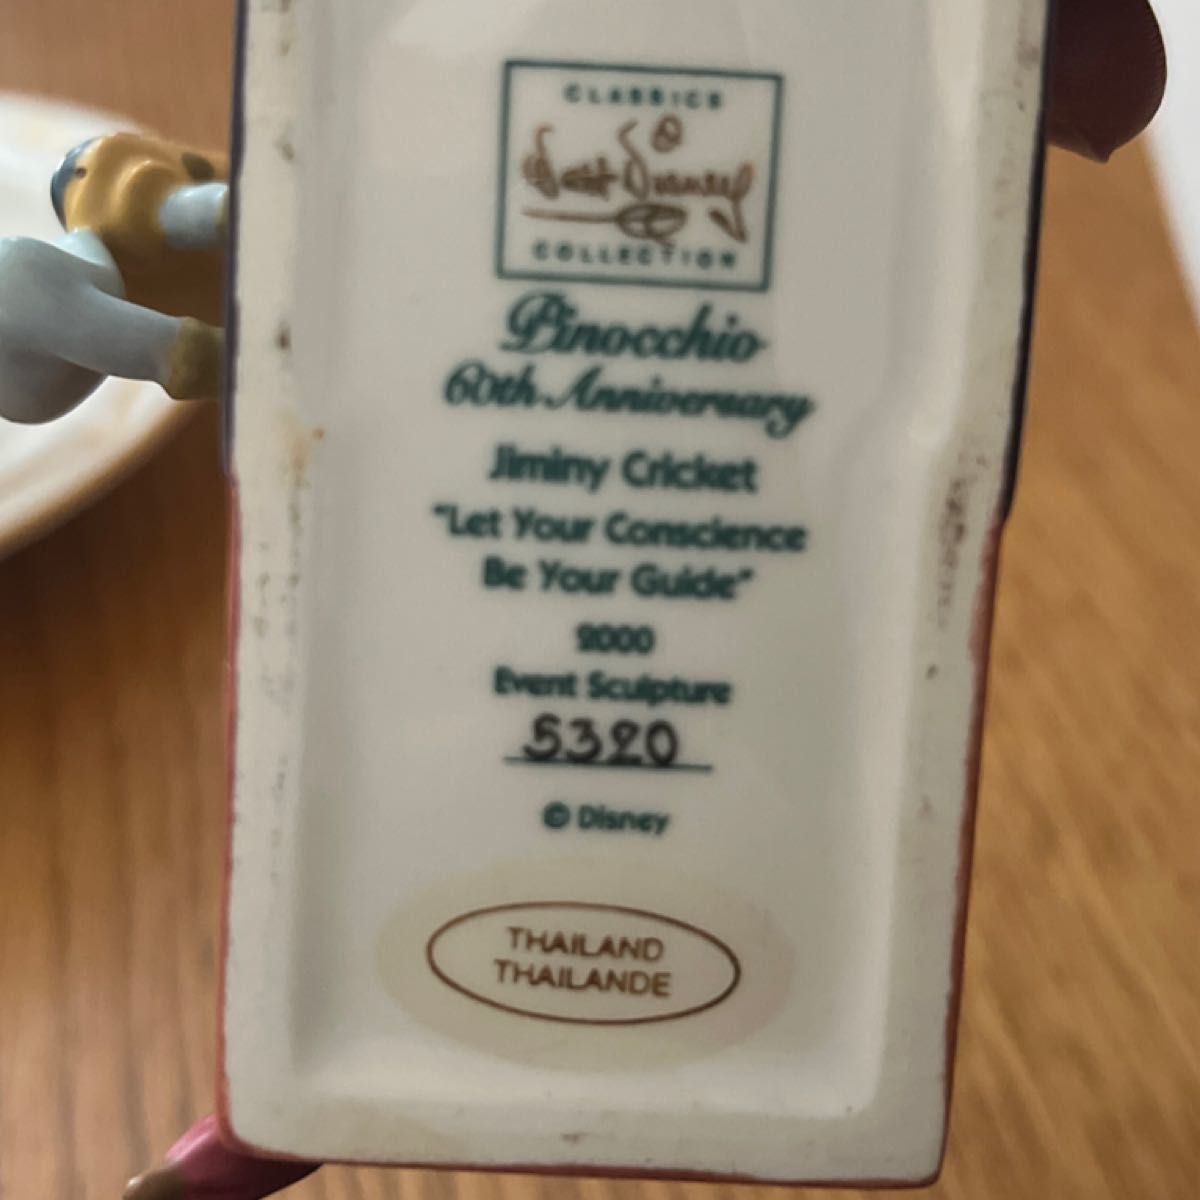 CLASSICS
Walt Disney
COLLECTION
Pinocchio
60th Anniversary
Jiminy Cricket
"Let Your Conscience
Be Your Guide"
2000
Event Sculpture
5320
© Disney
THAILAND
THAILANDE